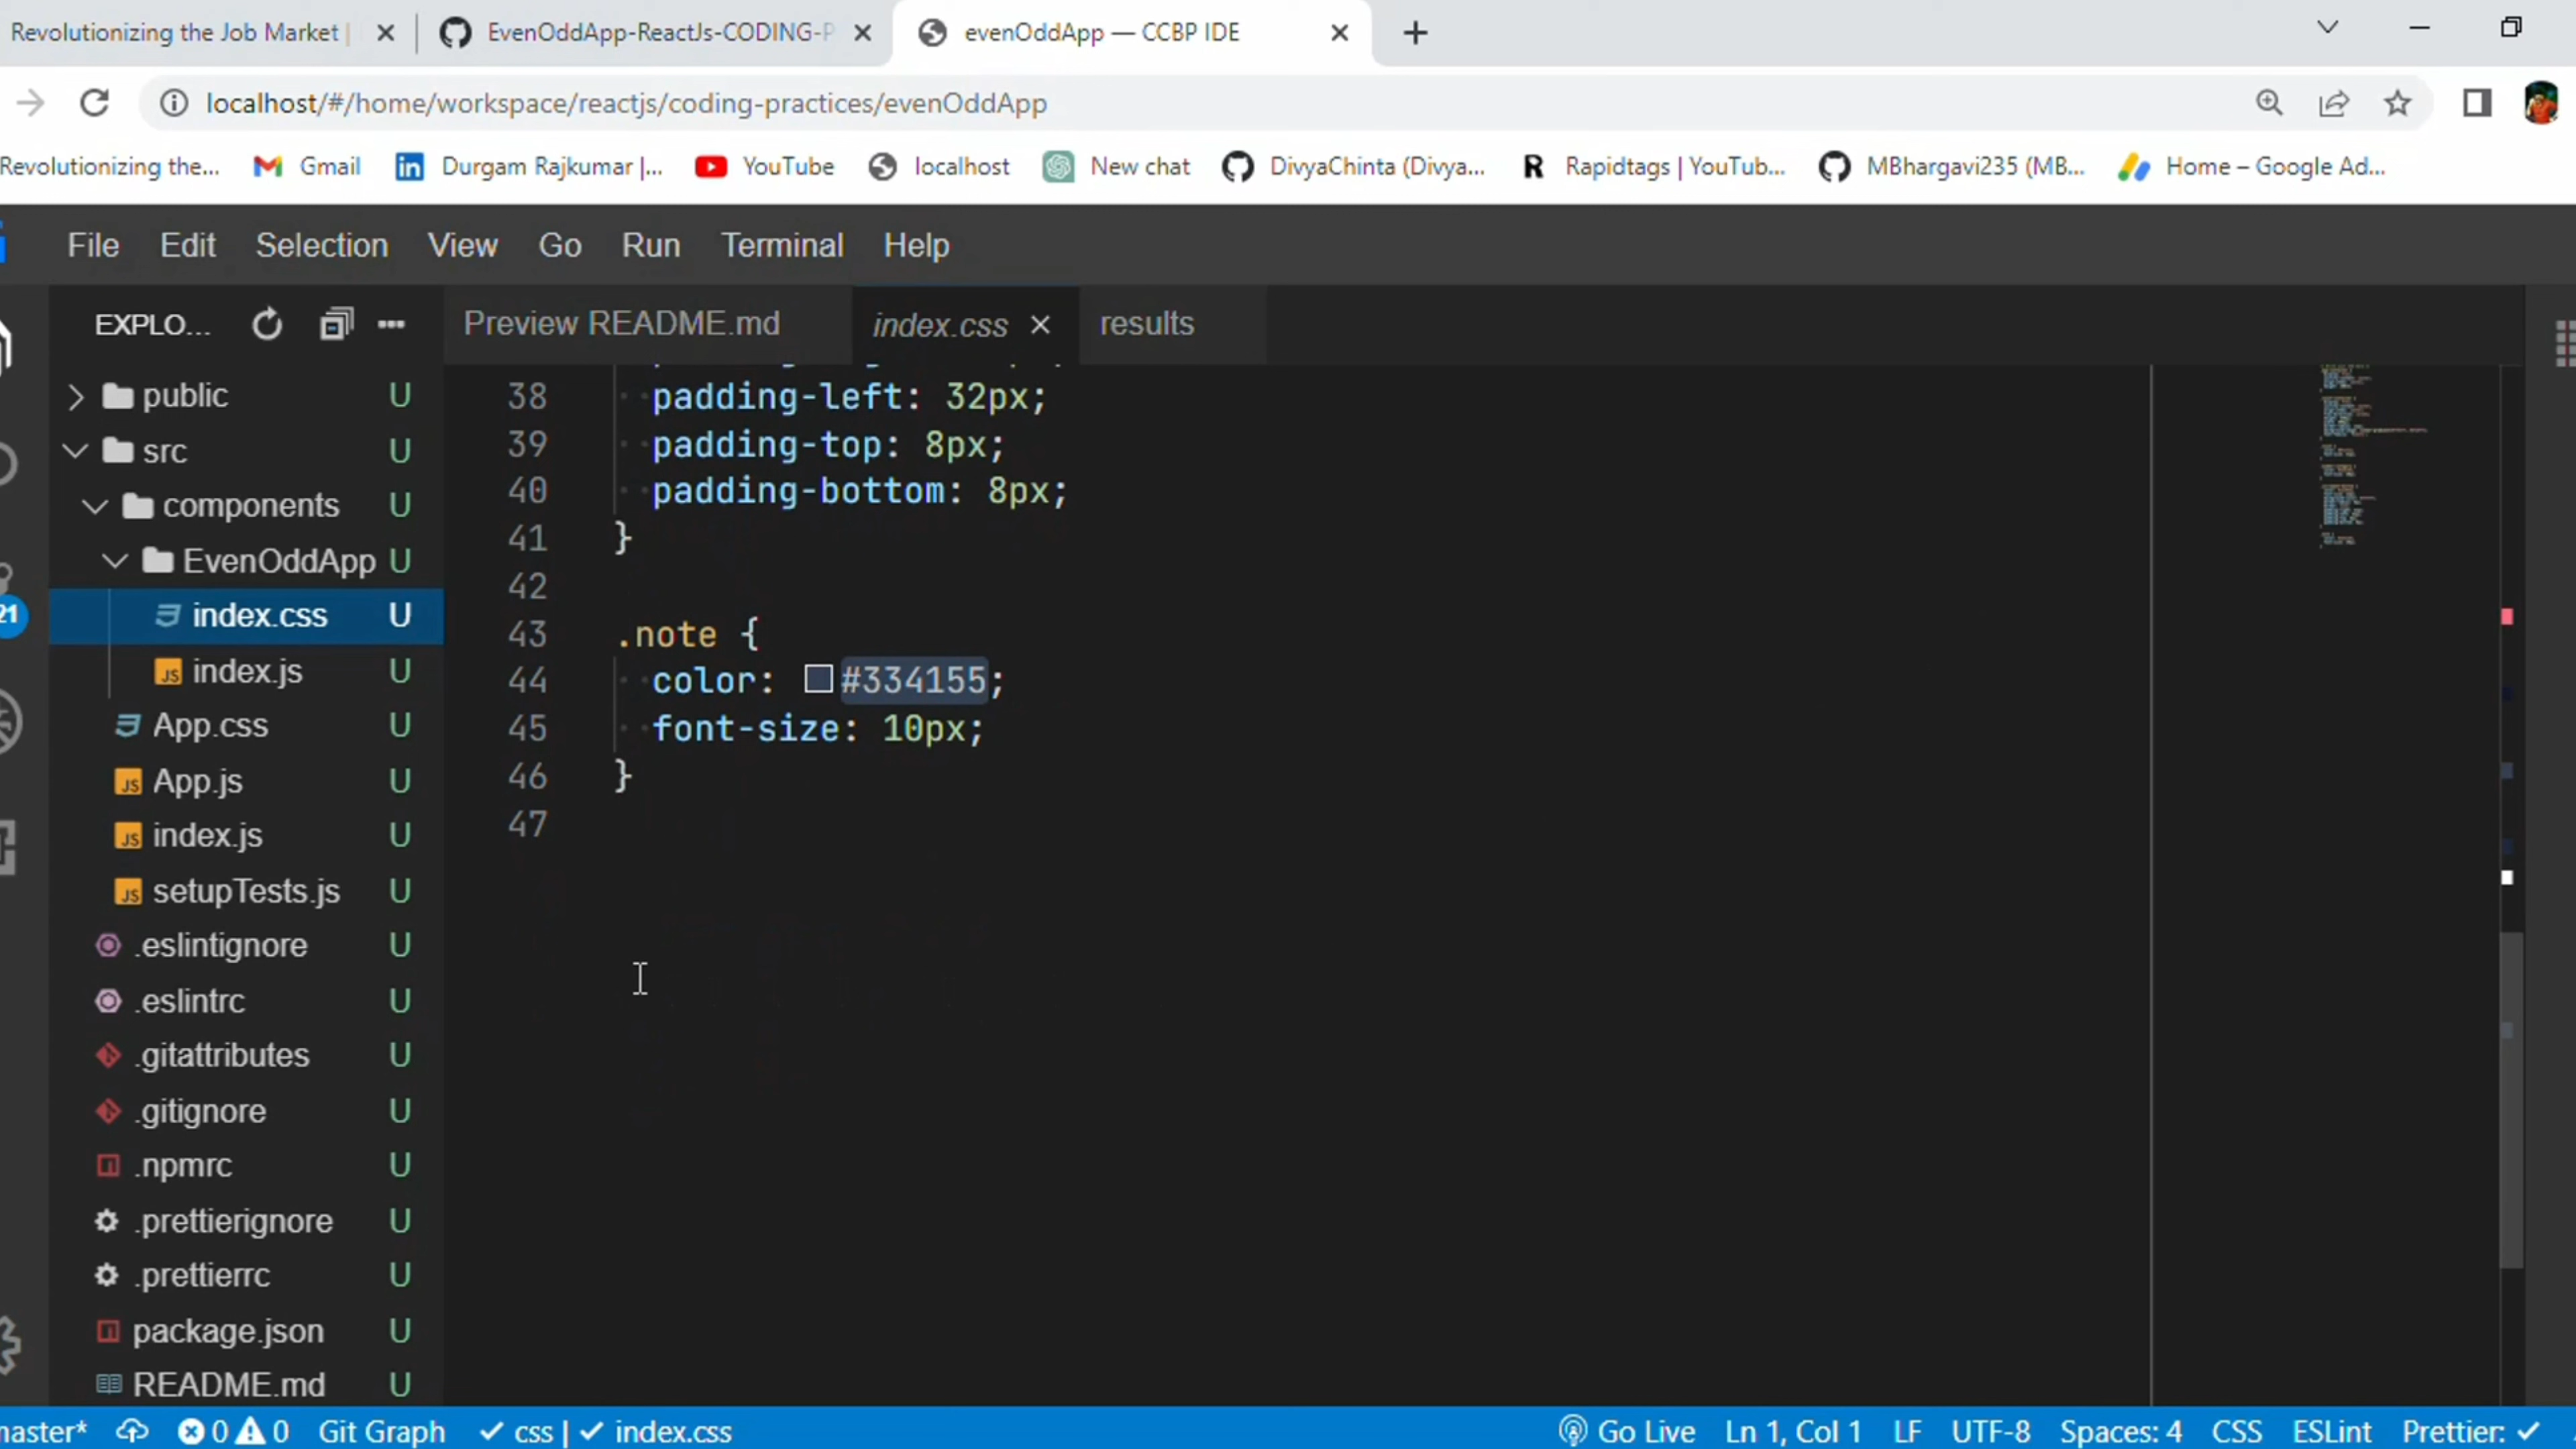 Revolutionizing the Job Market |
EvenOddApp-ReactJs-CODING-P
evenOddApp — CCBP IDE
localhost/#/home/workspace/reactjs/coding-practices/evenOddApp
Revolutionizing the...
Gmail
Durgam Rajkumar |...
YouTube
localhost
New chat
DivyaChinta (Divya...
Rapidtags | YouTub...
MBhargavi235 (MB...
Home – Google Ad...
File Edit Selection View Go Run Terminal Help
EXPLO...
Preview README.md
index.css
results
public U
src U
components U
EvenOddApp U
index.css U
21
index.js U
App.css U
App.js U
index.js U
setupTests.js U
.eslintignore U
.eslintrc U
.gitattributes U
.gitignore U
.npmrc U
.prettierignore U
.prettierrc U
package.json U
README.md U
38 padding-left: 32px;
39 padding-top: 8px;
40 padding-bottom: 8px;
41 }
42
43 .note {
44 color: #334155;
45 font-size: 10px;
46 }
47
master* 0 0 Git Graph ✓ css | ✓ index.css
Go Live Ln 1, Col 1 LF UTF-8 Spaces: 4 CSS ESLint Prettier: ✓